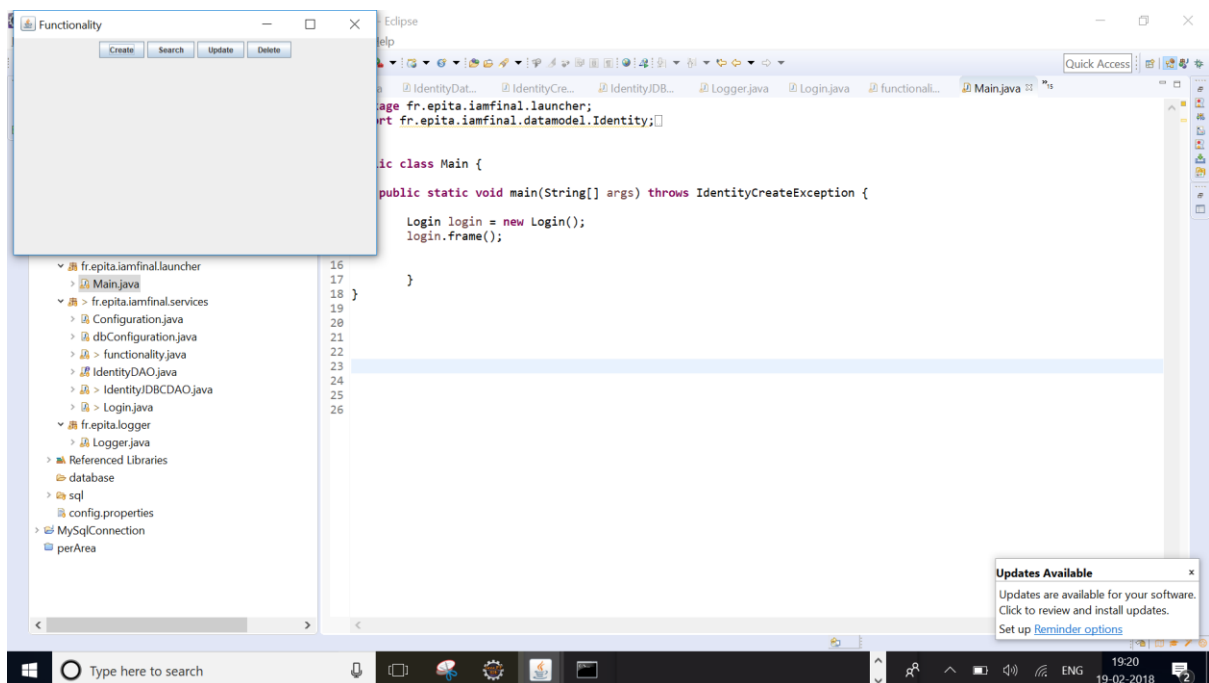 Functionality
Create Search Update Delete
- Eclipse
elp
Quick Access
a IdentityDat... IdentityCre... IdentityJDB... Logger.java Login.java functionali... Main.java »15
age fr.epita.iamfinal.launcher;
rt fr.epita.iamfinal.datamodel.Identity;
ic class Main {
public static void main(String[] args) throws IdentityCreateException {
Login login = new Login();
login.frame();
16
17 }
18 }
19
20
21
22
23
24
25
26
fr.epita.iamfinal.launcher
Main.java
> fr.epita.iamfinal.services
Configuration.java
dbConfiguration.java
> functionality.java
IdentityDAO.java
> IdentityJDBCDAO.java
> Login.java
fr.epita.logger
Logger.java
Referenced Libraries
database
sql
config.properties
MySqlConnection
perArea
Updates Available x
Updates are available for your software.
Click to review and install updates.
Set up Reminder options
Type here to search
ENG
19:20
19-02-2018
2